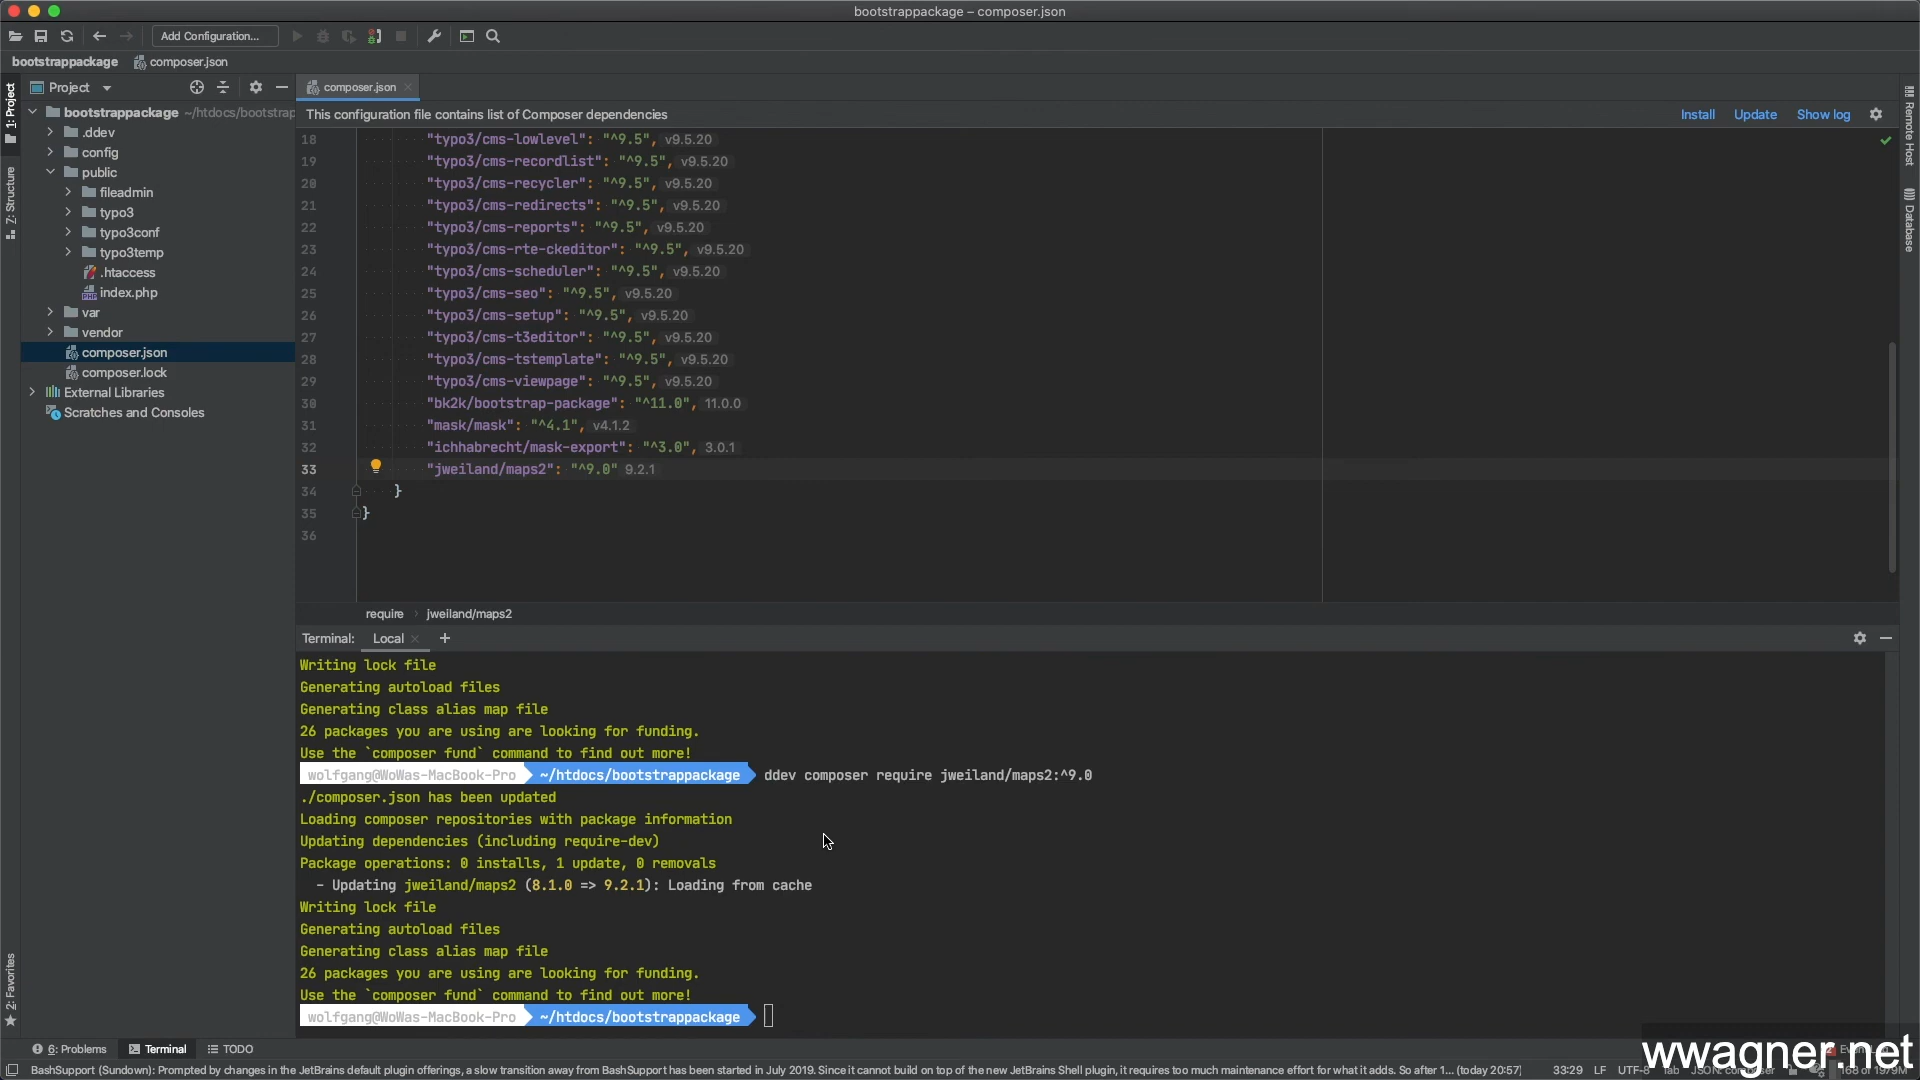 bootstrappackage – composer.json
Add Configuration...
bootstrappackage composer.json
1: Project
Z: Structure
2: Favorites
Project
bootstrappackage ~/htdocs/bootstrap
.ddev
config
public
fileadmin
typo3
typo3conf
typo3temp
.htaccess
index.php
var
vendor
composer.json
composer.lock
External Libraries
Scratches and Consoles
composer.json
This configuration file contains list of Composer dependencies
Install Update Show log
18 "typo3/cms-lowlevel": "^9.5", v9.5.20
19 "typo3/cms-recordlist": "^9.5", v9.5.20
20 "typo3/cms-recycler": "^9.5", v9.5.20
21 "typo3/cms-redirects": "^9.5", v9.5.20
22 "typo3/cms-reports": "^9.5", v9.5.20
23 "typo3/cms-rte-ckeditor": "^9.5", v9.5.20
24 "typo3/cms-scheduler": "^9.5", v9.5.20
25 "typo3/cms-seo": "^9.5", v9.5.20
26 "typo3/cms-setup": "^9.5", v9.5.20
27 "typo3/cms-t3editor": "^9.5", v9.5.20
28 "typo3/cms-tstemplate": "^9.5", v9.5.20
29 "typo3/cms-viewpage": "^9.5", v9.5.20
30 "bk2k/bootstrap-package": "^11.0", 11.0.0
31 "mask/mask": "^4.1", v4.1.2
32 "ichhabrecht/mask-export": "^3.0", 3.0.1
33 "jweiland/maps2": "^9.0" 9.2.1
34 }
35 }
36
require jweiland/maps2
Remote Host
Database
Terminal: Local +
Writing lock file
Generating autoload files
Generating class alias map file
26 packages you are using are looking for funding.
Use the `composer fund` command to find out more!
wolfgang@WoWas-MacBook-Pro ~/htdocs/bootstrappackage ddev composer require jweiland/maps2:^9.0
./composer.json has been updated
Loading composer repositories with package information
Updating dependencies (including require-dev)
Package operations: 0 installs, 1 update, 0 removals
- Updating jweiland/maps2 (8.1.0 => 9.2.1): Loading from cache
Writing lock file
Generating autoload files
Generating class alias map file
26 packages you are using are looking for funding.
Use the `composer fund` command to find out more!
wolfgang@WoWas-MacBook-Pro ~/htdocs/bootstrappackage
6: Problems Terminal TODO
wwagner.net
BashSupport (Sundown): Prompted by changes in the JetBrains default plugin offerings, a slow transition away from BashSupport has been started in July 2019. Since it cannot build on top of the new JetBrains Shell plugin, it requires too much maintenance effort for what it adds. So after 1... (today 20:57) 33:29 LF UTF-8